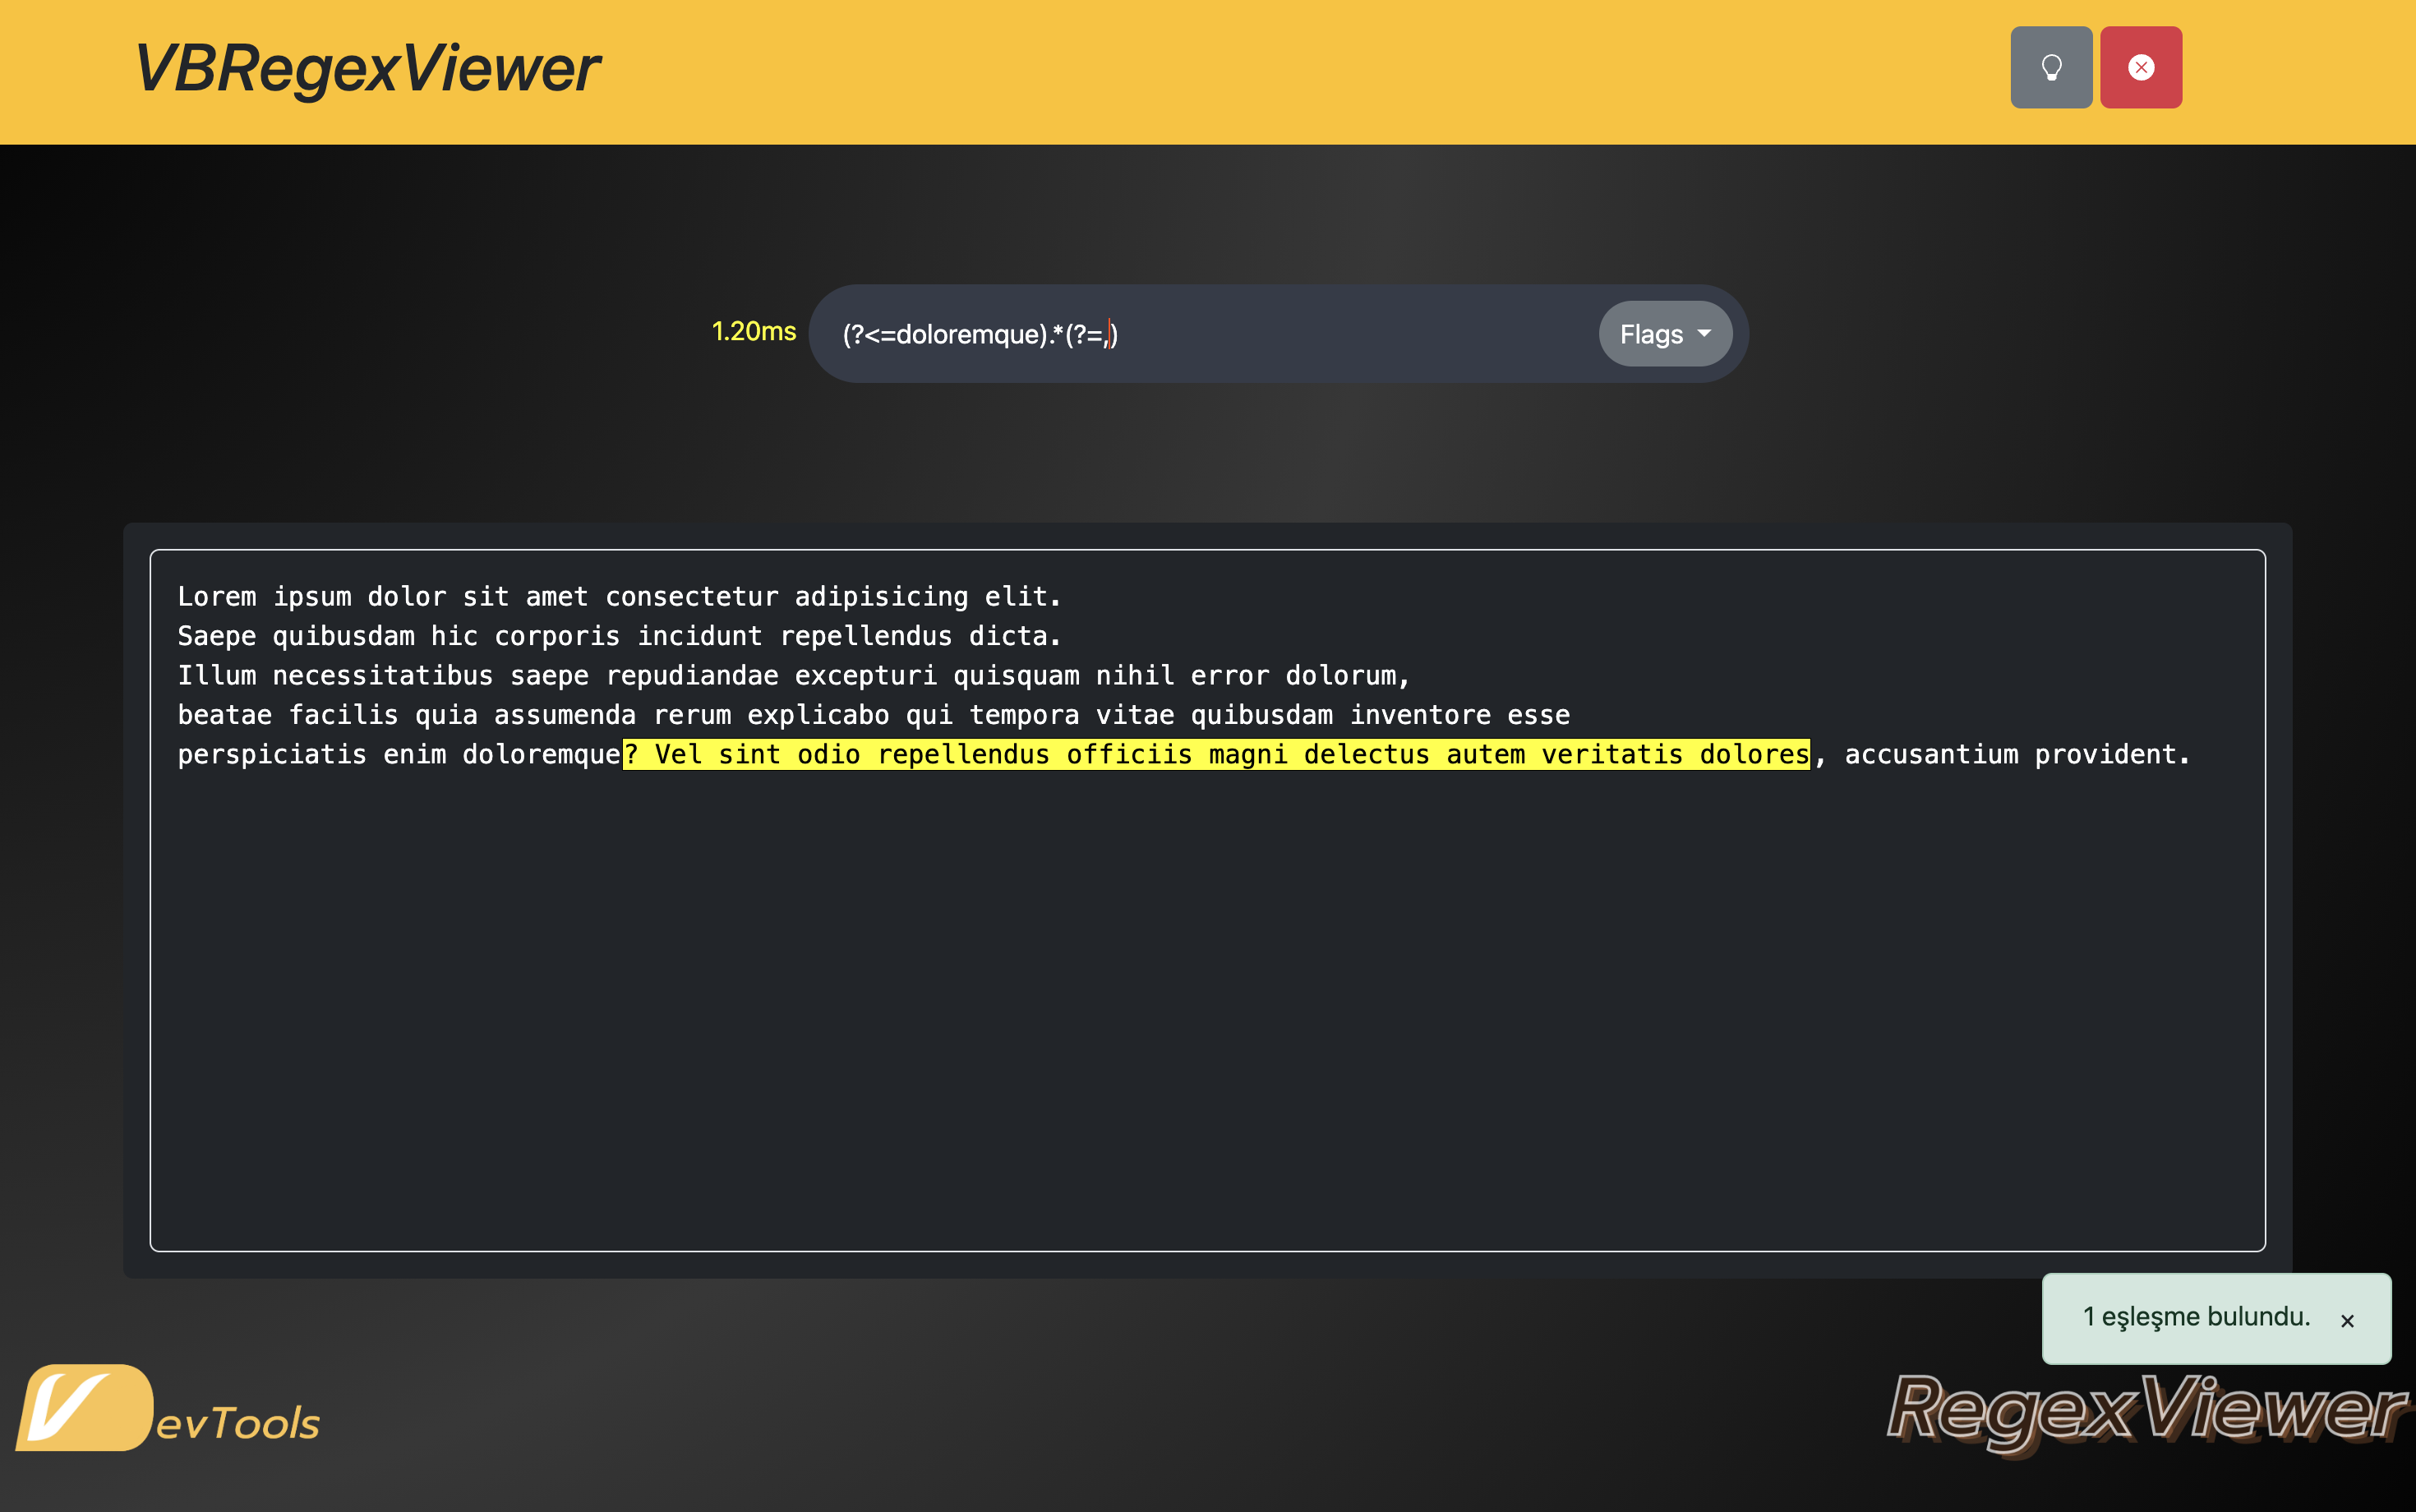 VBRegexViewer
1.20ms
(?<=doloremque).*(?=,)
Flags
Lorem ipsum dolor sit amet consectetur adipisicing elit.
Saepe quibusdam hic corporis incidunt repellendus dicta.
Illum necessitatibus saepe repudiandae excepturi quisquam nihil error dolorum,
beatae facilis quia assumenda rerum explicabo qui tempora vitae quibusdam inventore esse
perspiciatis enim doloremque? Vel sint odio repellendus officiis magni delectus autem veritatis dolores, accusantium provident.
1 eşleşme bulundu. ×
VevTools
RegexViewer